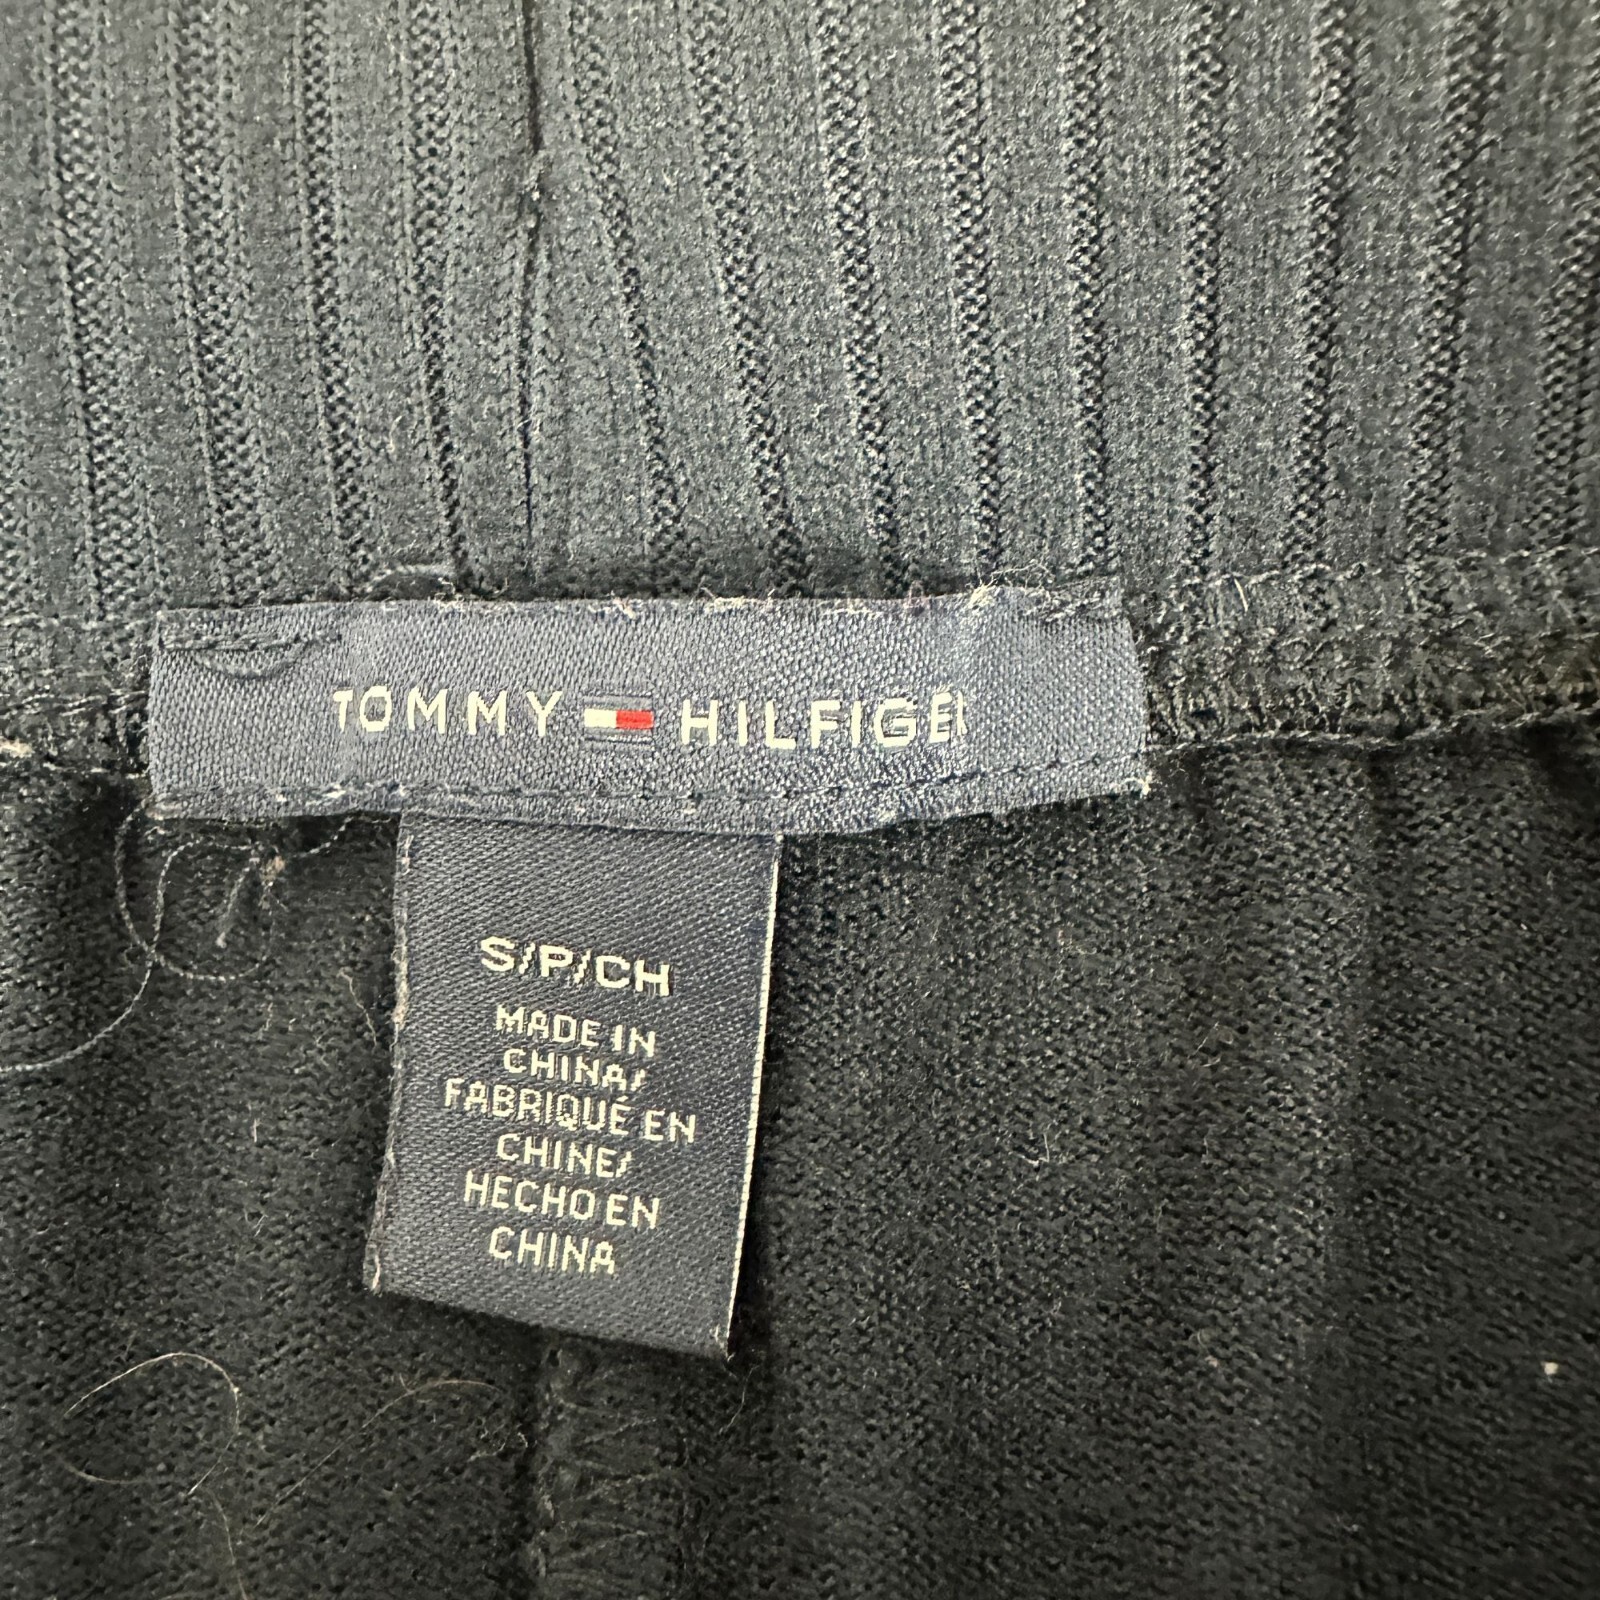 TOMMY HILFIGER
S/P/CH
MADE IN
CHINA/
FABRIQUÉ EN
CHINE/
HECHO EN
CHINA